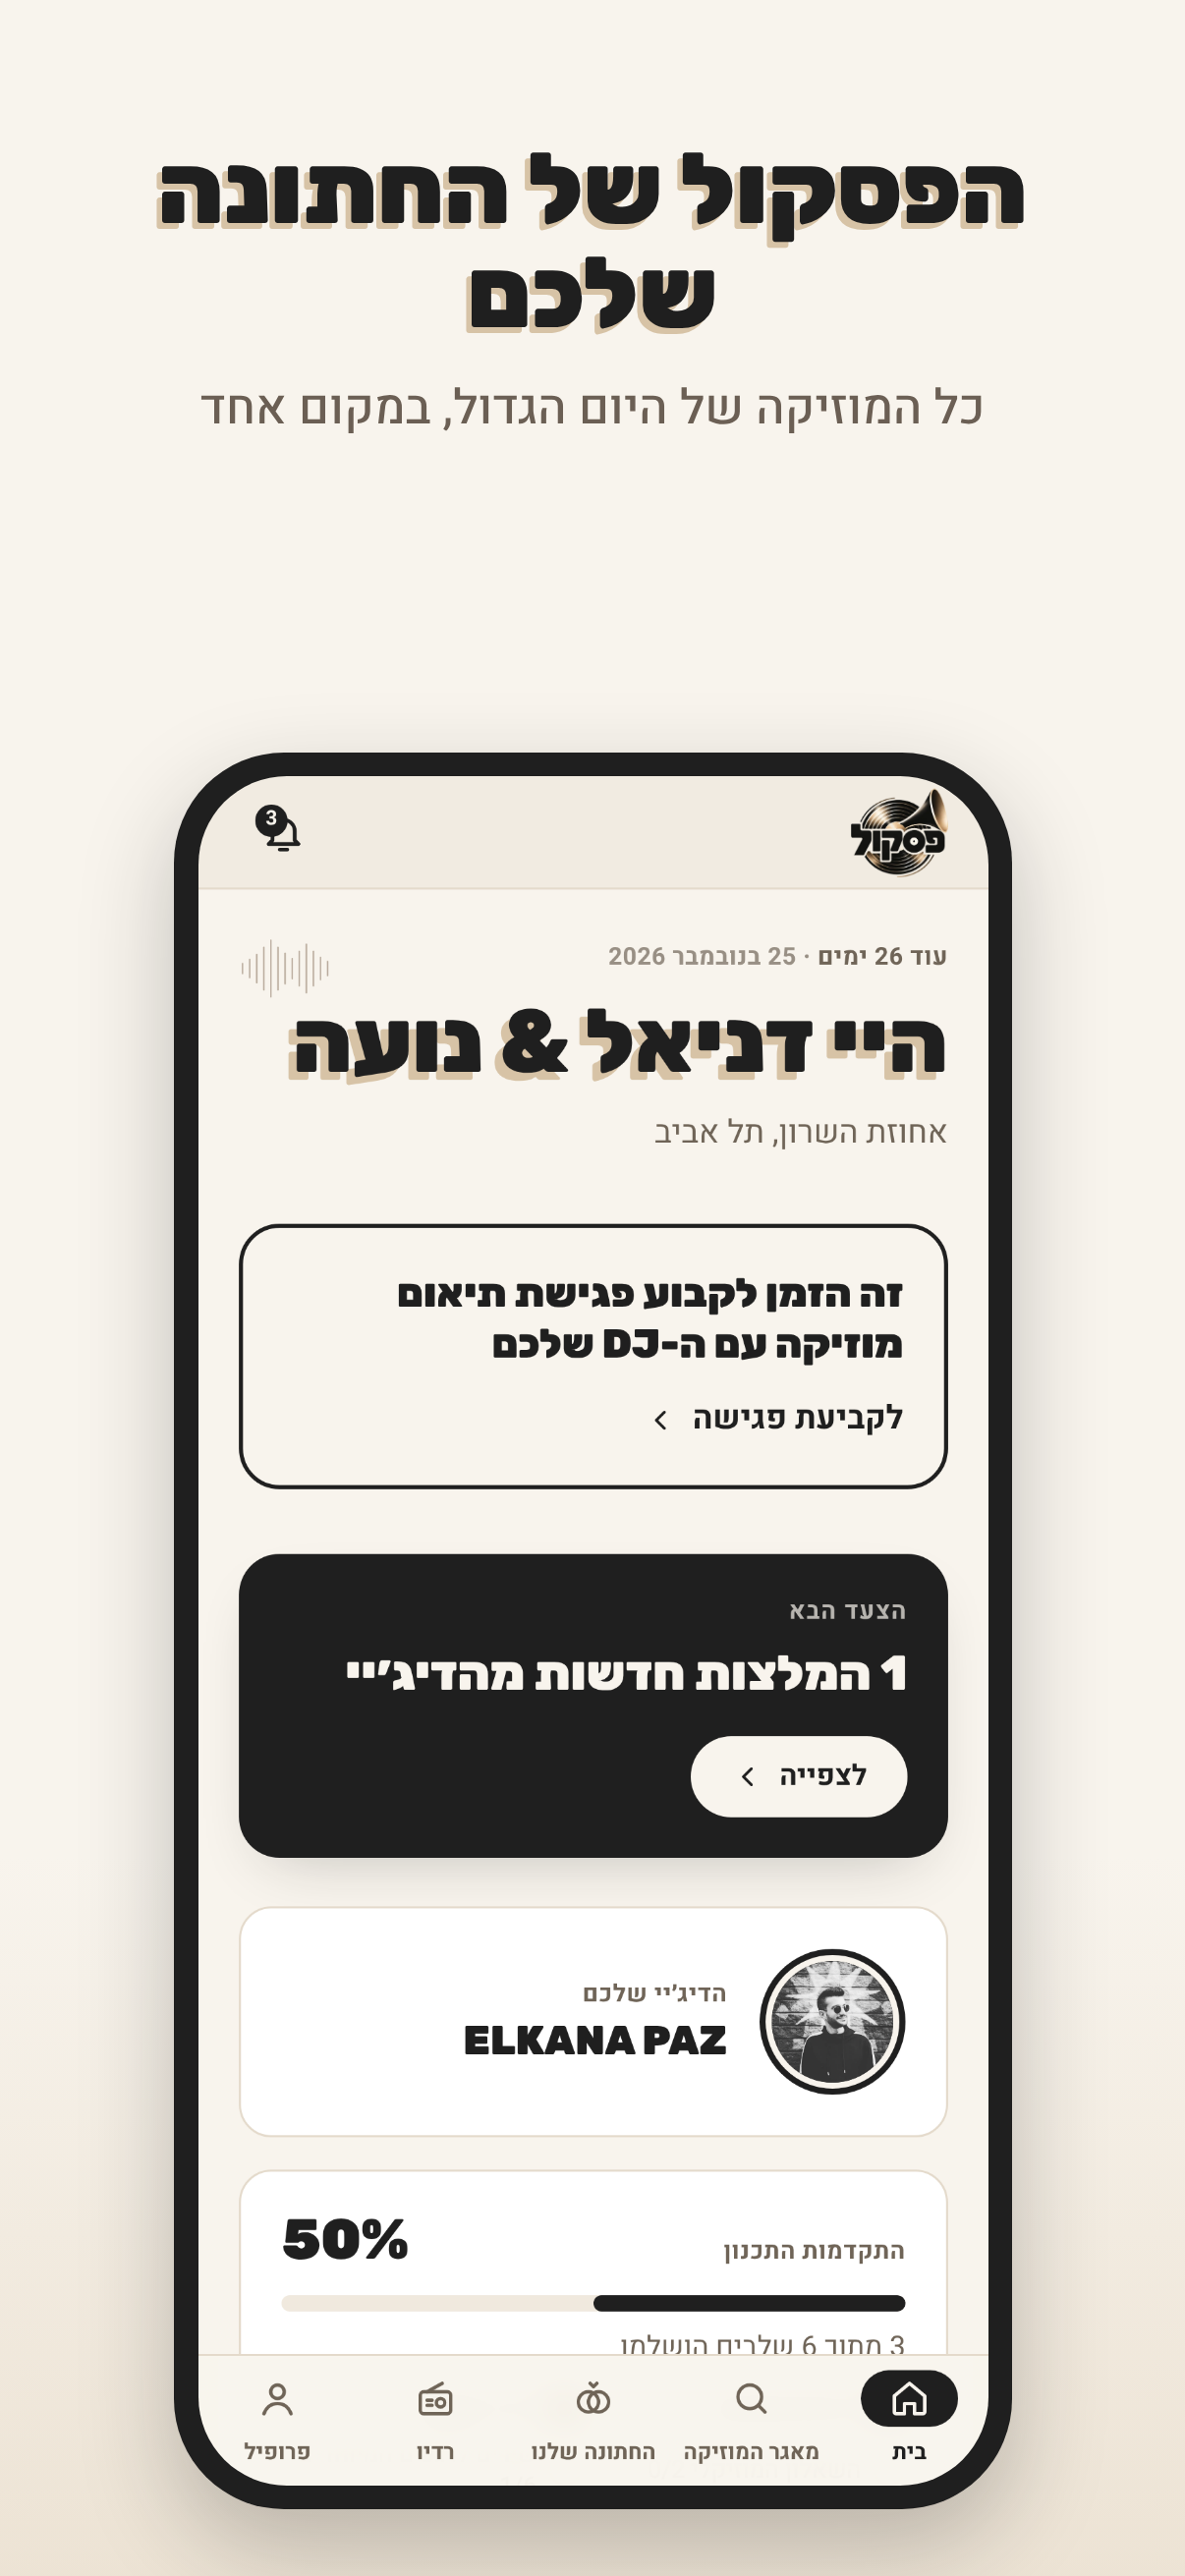 הפסקול של החתונה
שלכם
כל המוזיקה של היום הגדול, במקום אחד
פסקול
3
עוד 26 ימים · 25 בנובמבר 2026
היי דניאל & נועה
אחוזת השרון, תל אביב
זה הזמן לקבוע פגישת תיאום
מוזיקה עם ה-DJ שלכם
לקביעת פגישה
הצעד הבא
1 המלצות חדשות מהדיג׳יי
לצפייה
הדיג׳יי שלכם
ELKANA PAZ
התקדמות התכנון
50%
3 מתוך 6 שלבים הושלמו
בית
מאגר המוזיקה
החתונה שלנו
רדיו
פרופיל